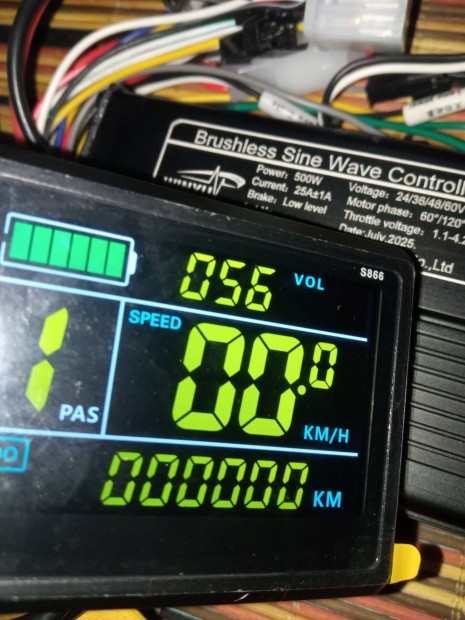 Brushless Sine Wave Controll
Power: 500W
Current: 25A±1A
Brake: Low level
Voltage: 24/36/48/60V
Motor phase: 60°/120°
Throttle voltage: 1.1-4.2
Date: July,2025
o.,Ltd
S866
056 VOL
SPEED
00.0
KM/H
1
PAS
000000 KM